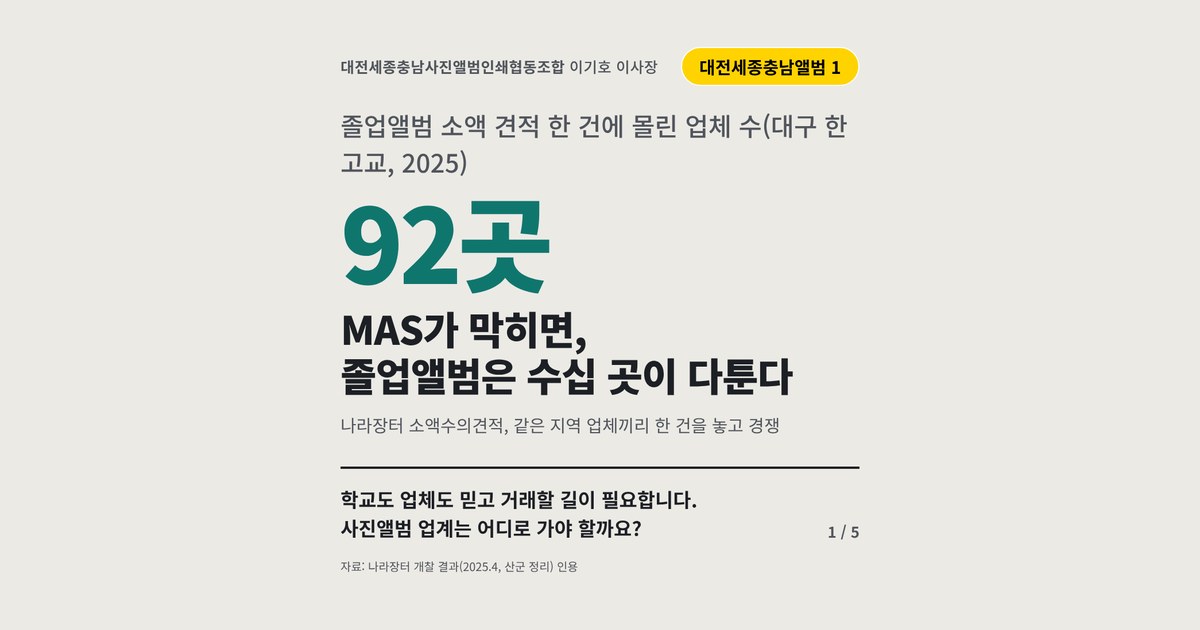 대전세종충남사진앨범인쇄협동조합 이기호 이사장
대전세종충남앨범 1
졸업앨범 소액 견적 한 건에 몰린 업체 수(대구 한
고교, 2025)
92곳
MAS가 막히면,
졸업앨범은 수십 곳이 다툰다
나라장터 소액수의견적, 같은 지역 업체끼리 한 건을 놓고 경쟁
학교도 업체도 믿고 거래할 길이 필요합니다.
사진앨범 업계는 어디로 가야 할까요?
1 / 5
자료: 나라장터 개찰 결과(2025.4, 산군 정리) 인용